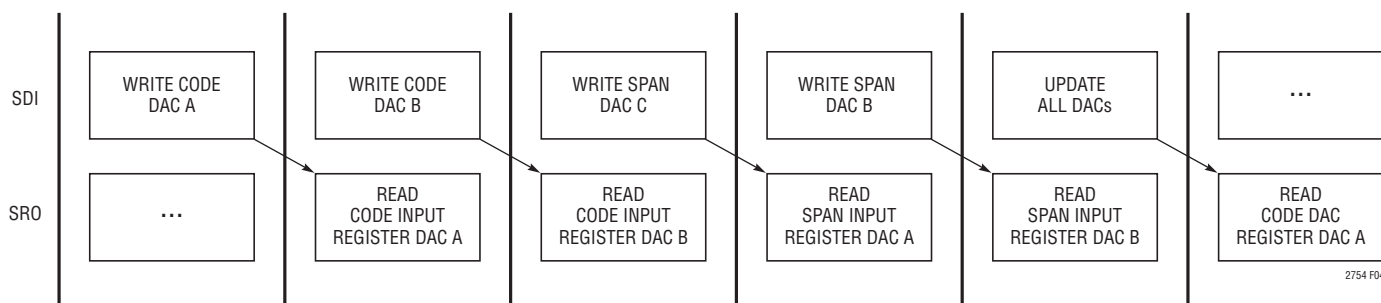 SDI
WRITE CODE
DAC A
WRITE CODE
DAC B
WRITE SPAN
DAC C
WRITE SPAN
DAC B
UPDATE
ALL DACs
...
SRO
...
READ
CODE INPUT
REGISTER DAC A
READ
CODE INPUT
REGISTER DAC B
READ
SPAN INPUT
REGISTER DAC A
READ
SPAN INPUT
REGISTER DAC B
READ
CODE DAC
REGISTER DAC A
2754 F04